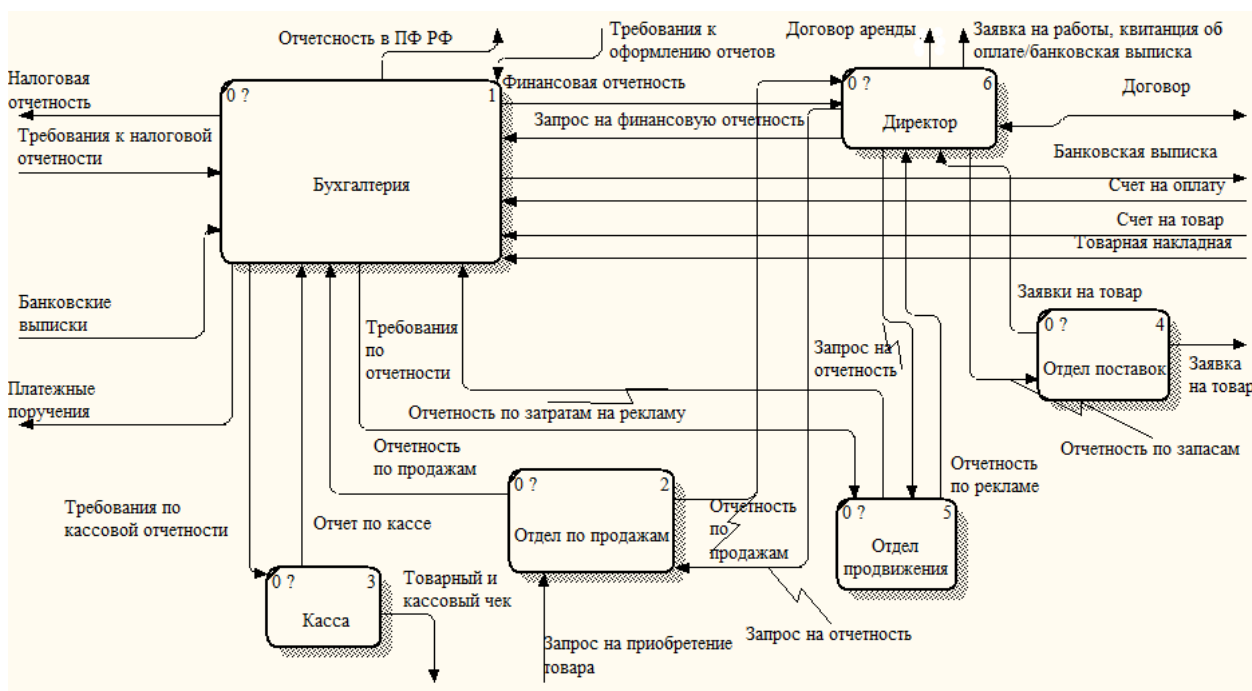 Отчетсность в ПФ РФ
Требования к
оформлению отчетов
Договор аренды
Заявка на работы, квитанция об
оплате/банковская выписка
Налоговая
отчетность
0 ?
1
Финансовая отчетность
0 ?
6
Договор
Запрос на финансовую отчетность
Директор
Требования к налоговой
отчетности
Банковская выписка
Бухгалтерия
Счет на оплату
Счет на товар
Товарная накладная
Банковские
выписки
Заявки на товар
Требования
по
отчетности
0 ?
4
Запрос на
отчетность
Отдел поставок
Заявка
на товар
Платежные
поручения
Отчетность по затратам на рекламу
Отчетность
по продажам
Отчетность по запасам
Отчетность
по рекламе
0 ?
2
Отдел по продажам
Отчетность
по
продажам
0 ?
5
Отдел
продвижения
Требования по
кассовой отчетности
Отчет по кассе
0 ?
3
Касса
Товарный и
кассовый чек
Запрос на приобретение
товара
Запрос на отчетность